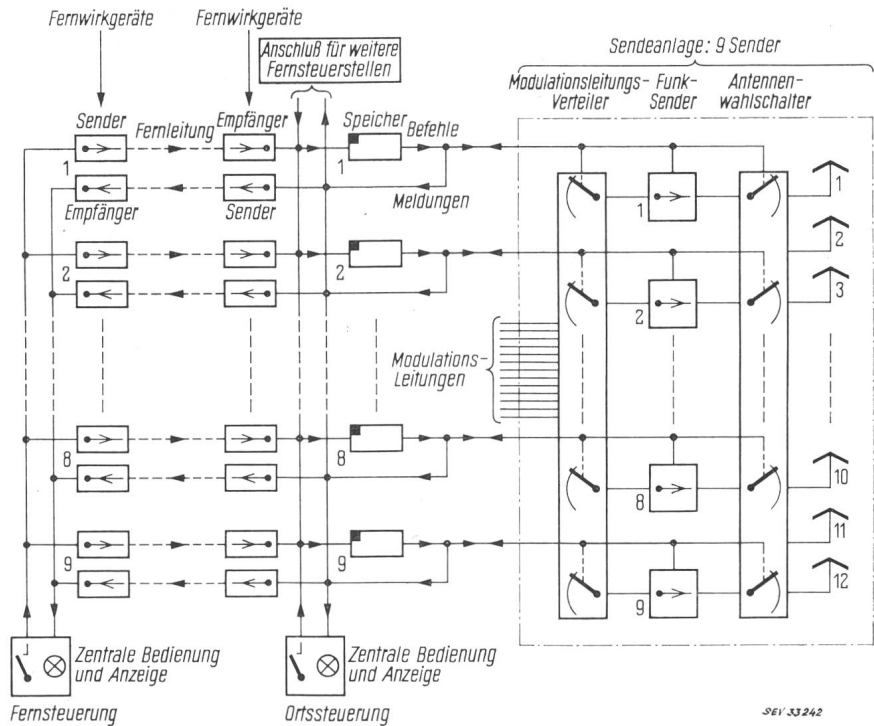 Fernwirkgeräte
Fernwirkgeräte
Anschluß für weitere
Fernsteuerstellen
Sendeanlage: 9 Sender
Modulationsleitungs-
Verteiler
Funk-
Sender
Antennen-
wahlschalter
Sender
Fernleitung
Empfänger
Speicher
Befehle
1
1
1
1
Empfänger
Sender
Meldungen
2
2
2
2
3
Modulations-
Leitungen
8
8
8
10
11
9
9
9
12
Zentrale Bedienung
und Anzeige
Zentrale Bedienung
und Anzeige
Fernsteuerung
Ortssteuerung
SEV 33242